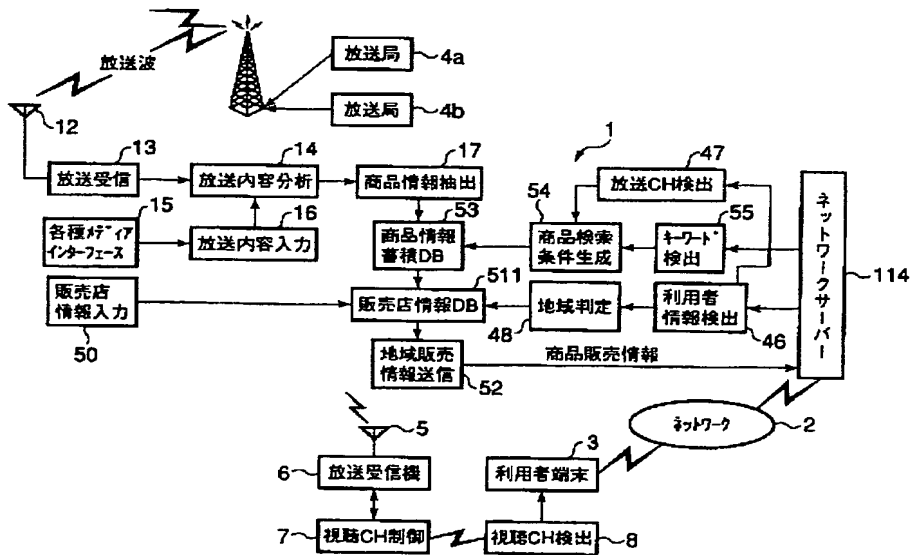 放送波
放送局
4a
放送局
4b
12
13
放送受信
14
放送内容分析
17
商品情報抽出
1
47
放送CH検出
15
各種メディア
インターフェース
16
放送内容入力
53
商品情報
蓄積DB
54
商品検索
条件生成
55
キーワード
検出
ネットワークサーバー
114
販売店
情報入力
50
511
販売店情報DB
地域判定
48
利用者
情報検出
46
地域販売
情報送信
52
商品販売情報
ネットワーク
2
5
6
放送受信機
3
利用者端末
7
視聴CH制御
視聴CH検出
8